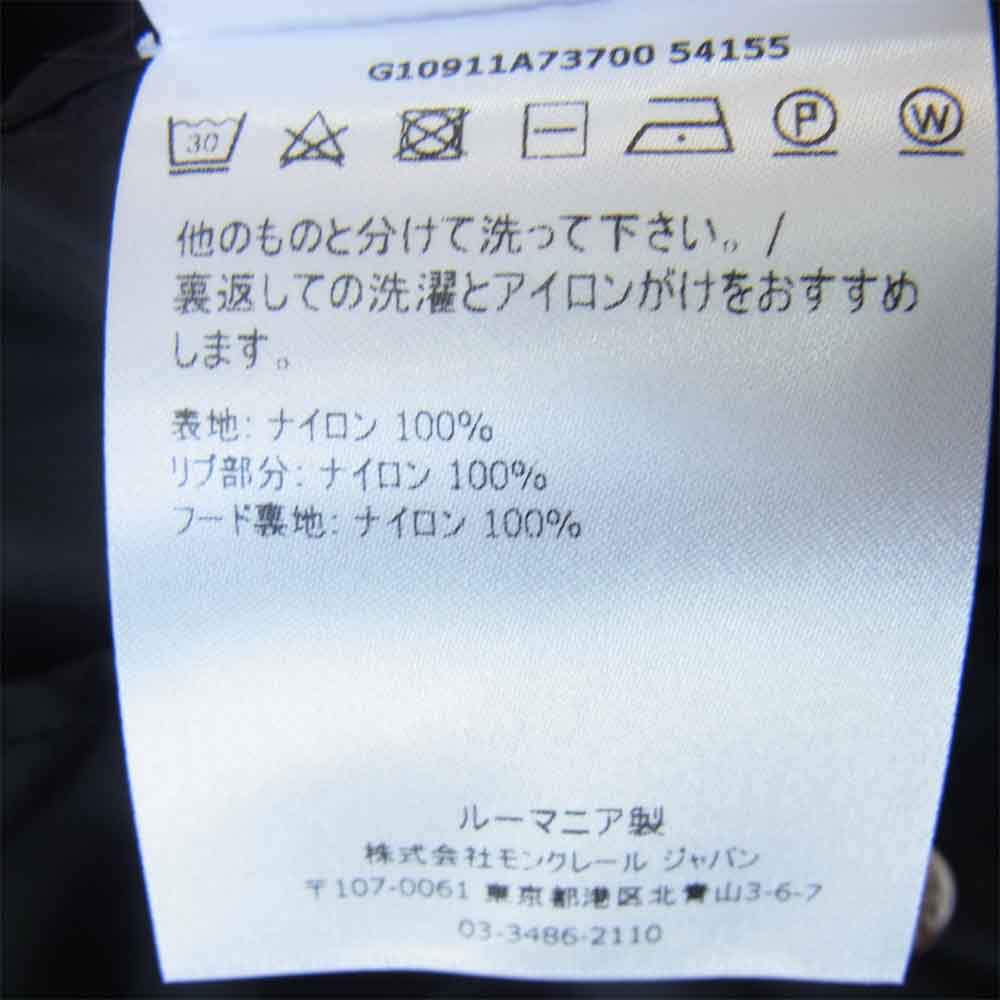 G10911A73700 54155
30
P
W
他のものと分けて洗って下さい。/
裏返しての洗濯とアイロンがけをおすすめ
します。
表地: ナイロン 100%
リブ部分: ナイロン 100%
フード裏地: ナイロン 100%
ルーマニア製
株式会社モンクレール ジャパン
〒107-0061 東京都港区北青山3-6-7
03-3486-2110